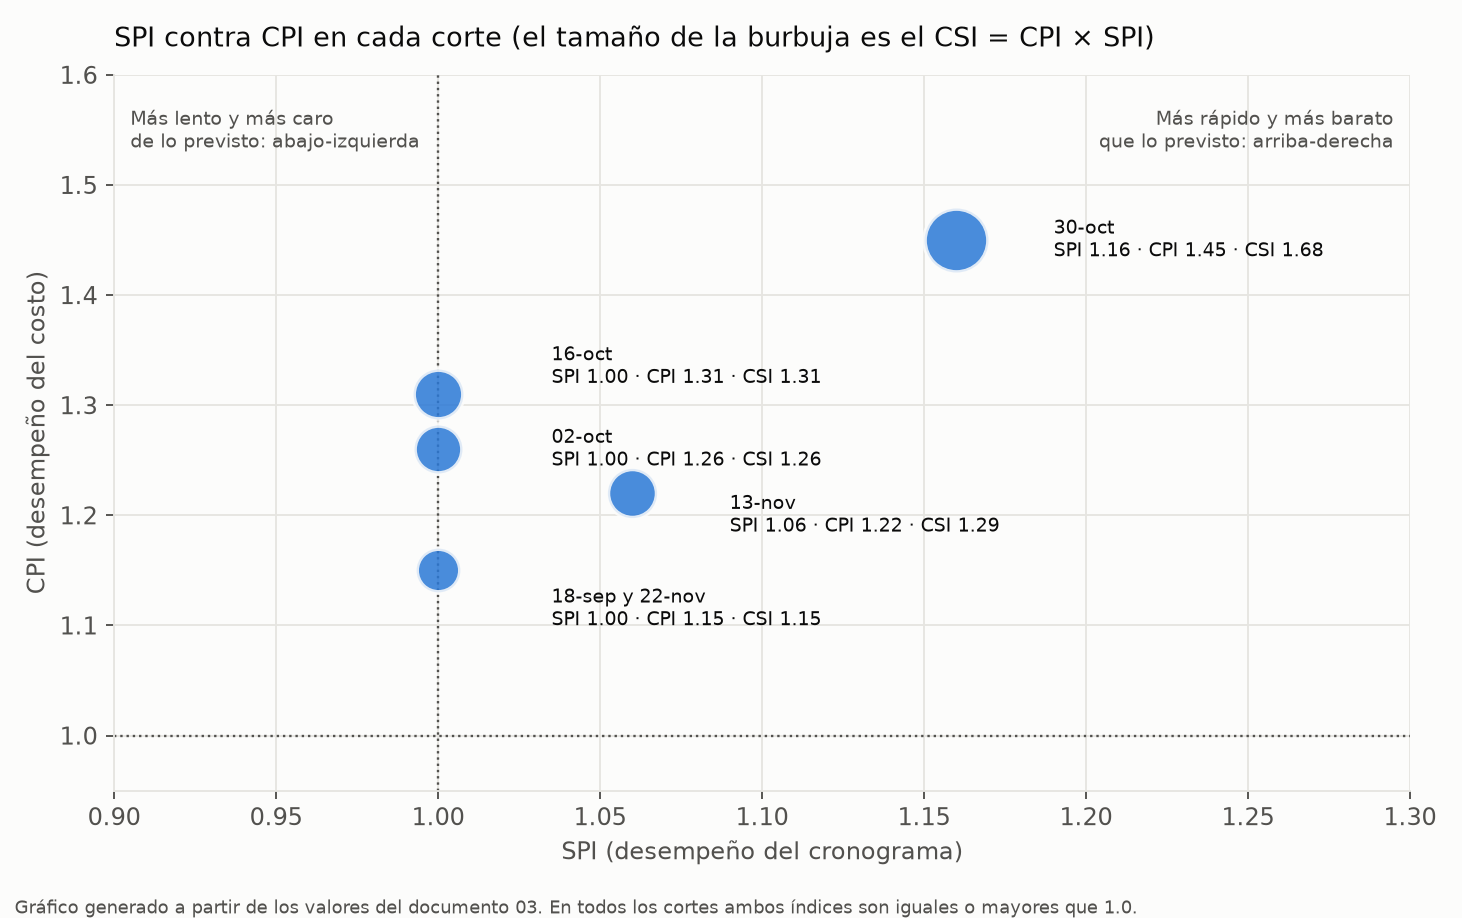 SPI contra CPI en cada corte (el tamaño de la burbuja es el CSI = CPI × SPI)
1.6
Más lento y más caro
de lo previsto: abajo-izquierda
Más rápido y más barato
que lo previsto: arriba-derecha
1.5
30-oct
SPI 1.16 · CPI 1.45 · CSI 1.68
1.4
16-oct
SPI 1.00 · CPI 1.31 · CSI 1.31
1.3
02-oct
SPI 1.00 · CPI 1.26 · CSI 1.26
13-nov
SPI 1.06 · CPI 1.22 · CSI 1.29
1.2
18-sep y 22-nov
SPI 1.00 · CPI 1.15 · CSI 1.15
1.1
1.0
CPI (desempeño del costo)
0.90 0.95 1.00 1.05 1.10 1.15 1.20 1.25 1.30
SPI (desempeño del cronograma)
Gráfico generado a partir de los valores del documento 03. En todos los cortes ambos índices son iguales o mayores que 1.0.